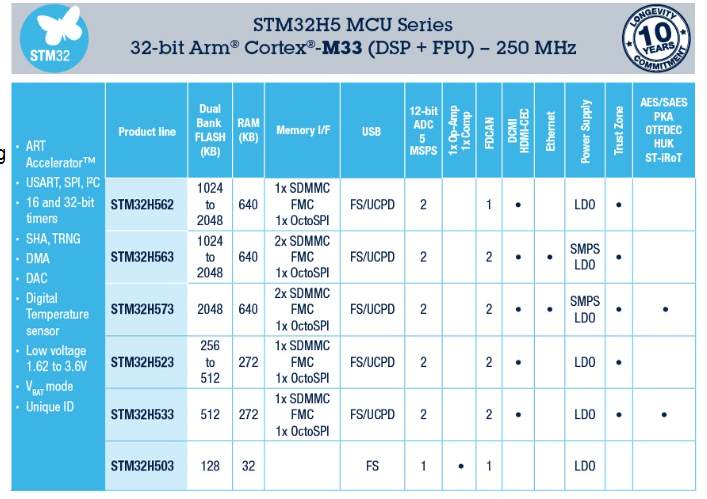 STM32H5 MCU Series
32-bit Arm® Cortex®-M33 (DSP + FPU) – 250 MHz
STM32
LONGEVITY
10
YEARS
COMMITMENT
g
• ART
Accelerator™
• USART, SPI, I²C
• 16 and 32-bit
timers
• SHA, TRNG
• DMA
• DAC
• Digital
Temperature
sensor
• Low voltage
1.62 to 3.6V
• VBAT mode
• Unique ID
Product line
Dual
Bank
FLASH
(KB)
RAM
(KB)
Memory I/F
USB
12-bit
ADC
5
MSPS
1x Op-Amp
1x Comp
FDCAN
DCMI
HDMI-CEC
Ethernet
Power Supply
Trust Zone
AES/SAES
PKA
OTFDEC
HUK
ST-iRoT
STM32H562
1024
to
2048
640
1x SDMMC
FMC
1x OctoSPI
FS/UCPD
2
1
•
LDO
•
STM32H563
1024
to
2048
640
2x SDMMC
FMC
1x OctoSPI
FS/UCPD
2
2
•
•
SMPS
LDO
•
STM32H573
2048
640
2x SDMMC
FMC
1x OctoSPI
FS/UCPD
2
2
•
•
SMPS
LDO
•
•
STM32H523
256
to
512
272
1x SDMMC
FMC
1x OctoSPI
FS/UCPD
2
2
•
LDO
•
STM32H533
512
272
1x SDMMC
FMC
1x OctoSPI
FS/UCPD
2
2
•
LDO
•
•
STM32H503
128
32
FS
1
•
1
LDO